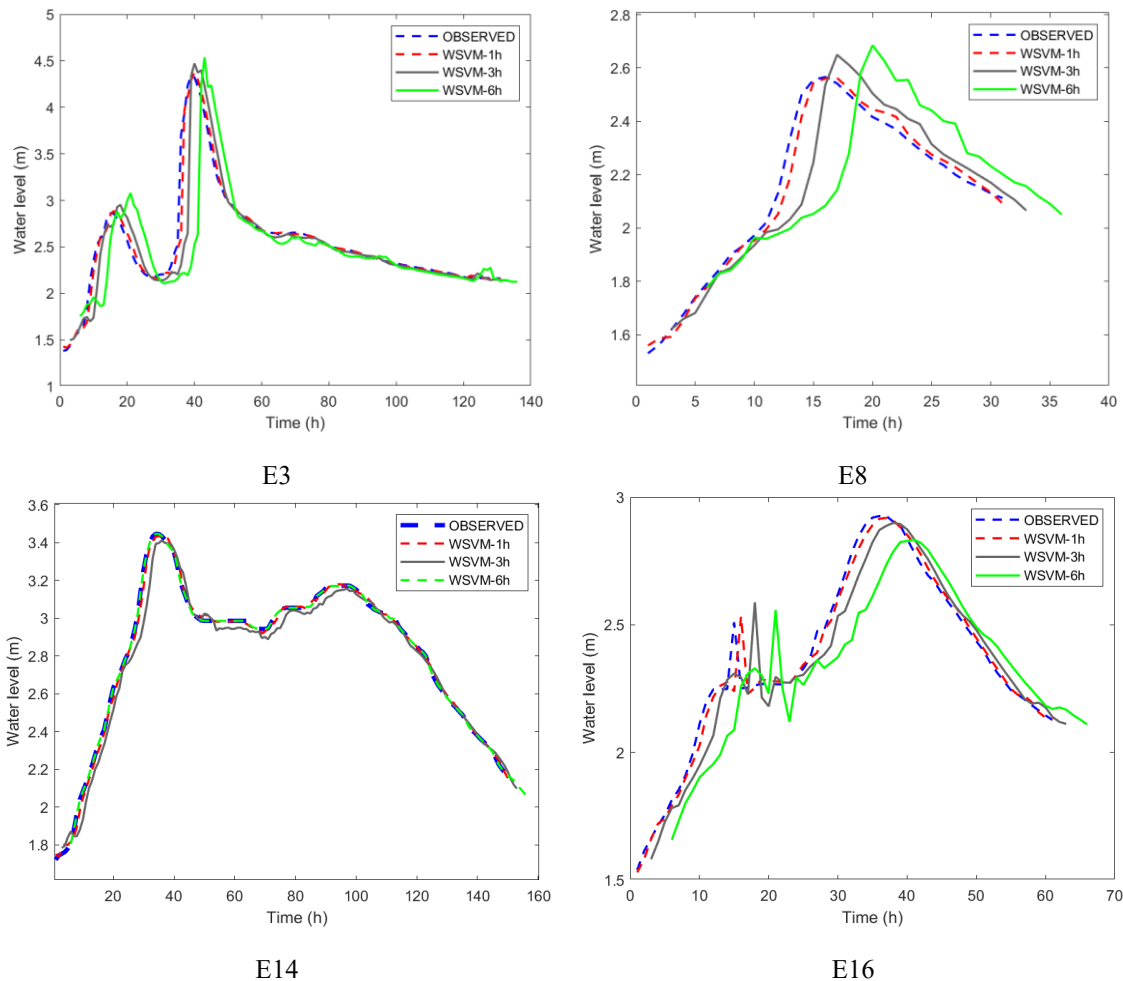 5
4.5
4
3.5
3
2.5
2
1.5
1
Water level (m)
OBSERVED
WSVM-1h
WSVM-3h
WSVM-6h
0 20 40 60 80 100 120 140
Time (h)
E3
2.8
2.6
2.4
2.2
2
1.8
1.6
Water level (m)
OBSERVED
WSVM-1h
WSVM-3h
WSVM-6h
0 5 10 15 20 25 30 35 40
Time (h)
E8
3.6
3.4
3.2
3
2.8
2.6
2.4
2.2
2
1.8
Water level (m)
OBSERVED
WSVM-1h
WSVM-3h
WSVM-6h
20 40 60 80 100 120 140 160
Time (h)
E14
3
2.5
2
1.5
Water level (m)
OBSERVED
WSVM-1h
WSVM-3h
WSVM-6h
0 10 20 30 40 50 60 70
Time (h)
E16